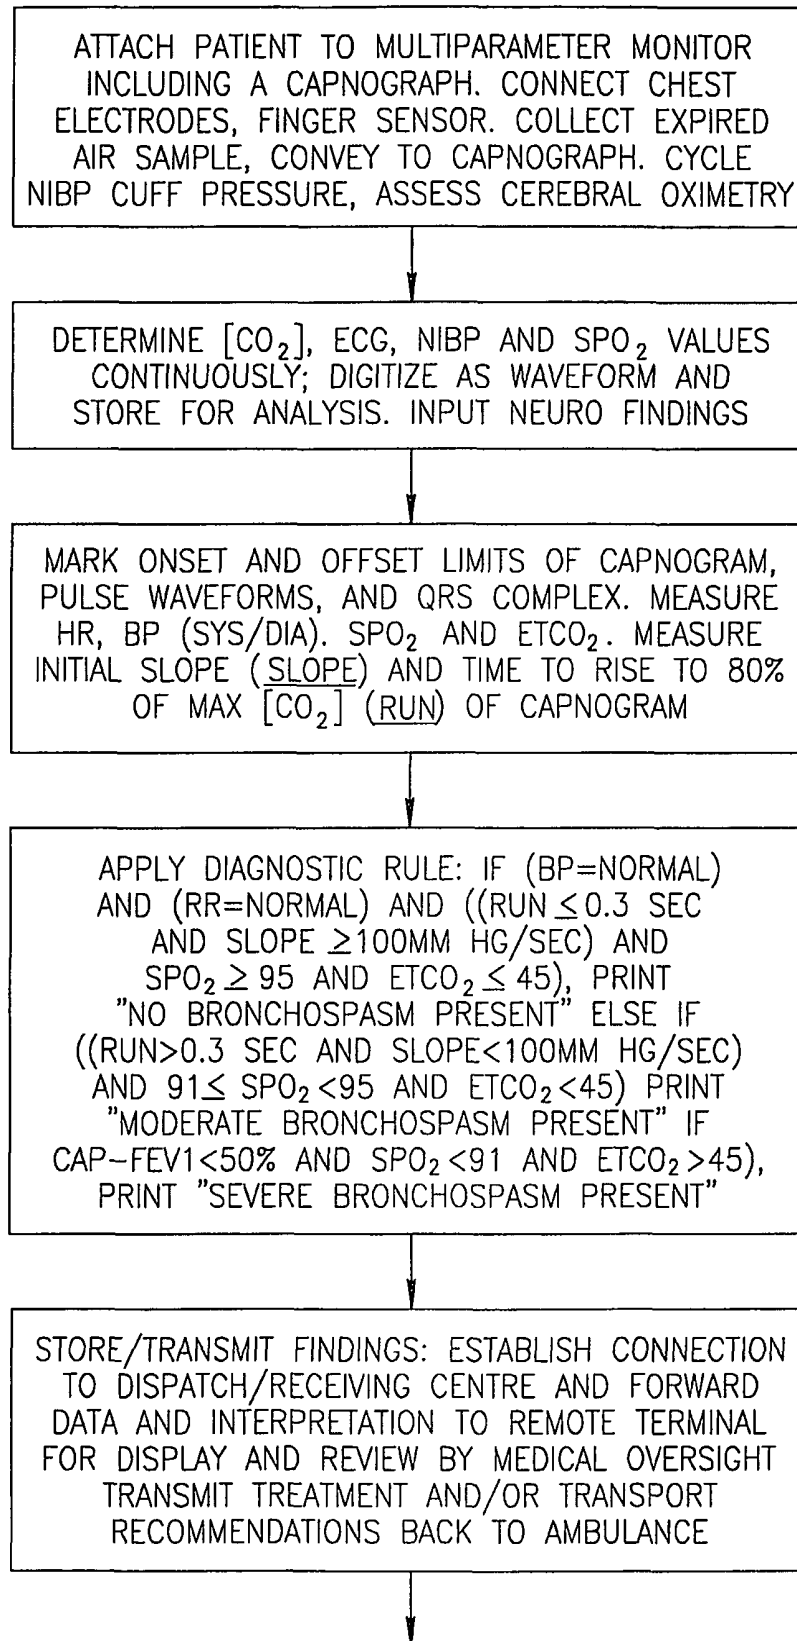 ATTACH PATIENT TO MULTIPARAMETER MONITOR
INCLUDING A CAPNOGRAPH. CONNECT CHEST
ELECTRODES, FINGER SENSOR. COLLECT EXPIRED
AIR SAMPLE, CONVEY TO CAPNOGRAPH. CYCLE
NIBP CUFF PRESSURE, ASSESS CEREBRAL OXIMETRY
DETERMINE [CO₂], ECG, NIBP AND SPO₂ VALUES
CONTINUOUSLY; DIGITIZE AS WAVEFORM AND
STORE FOR ANALYSIS. INPUT NEURO FINDINGS
MARK ONSET AND OFFSET LIMITS OF CAPNOGRAM,
PULSE WAVEFORMS, AND QRS COMPLEX. MEASURE
HR, BP (SYS/DIA). SPO₂ AND ETCO₂. MEASURE
INITIAL SLOPE (SLOPE) AND TIME TO RISE TO 80%
OF MAX [CO₂] (RUN) OF CAPNOGRAM
APPLY DIAGNOSTIC RULE: IF (BP=NORMAL)
AND (RR=NORMAL) AND ((RUN ≤0.3 SEC
AND SLOPE ≥100MM HG/SEC) AND
SPO₂ ≥ 95 AND ETCO₂ ≤ 45), PRINT
"NO BRONCHOSPASM PRESENT" ELSE IF
((RUN>0.3 SEC AND SLOPE<100MM HG/SEC)
AND 91≤ SPO₂<95 AND ETCO₂<45) PRINT
"MODERATE BRONCHOSPASM PRESENT" IF
CAP-FEV1<50% AND SPO₂<91 AND ETCO₂>45),
PRINT "SEVERE BRONCHOSPASM PRESENT"
STORE/TRANSMIT FINDINGS: ESTABLISH CONNECTION
TO DISPATCH/RECEIVING CENTRE AND FORWARD
DATA AND INTERPRETATION TO REMOTE TERMINAL
FOR DISPLAY AND REVIEW BY MEDICAL OVERSIGHT
TRANSMIT TREATMENT AND/OR TRANSPORT
RECOMMENDATIONS BACK TO AMBULANCE